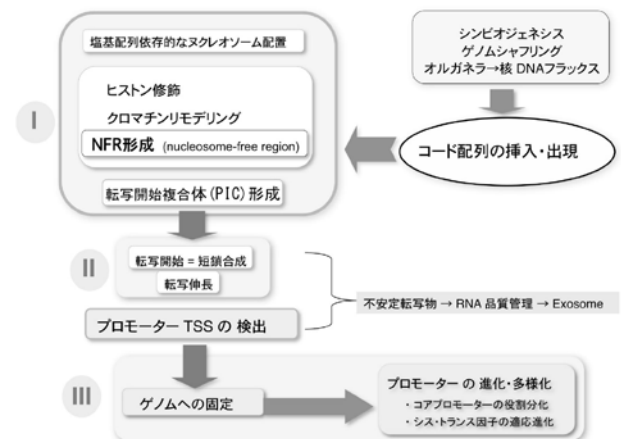 塩基配列依存的なヌクレオソーム配置
ヒストン修飾
クロマチンリモデリング
NFR形成 (nucleosome-free region)
転写開始複合体(PIC)形成
I
シンビオジェネシス
ゲノムシャフリング
オルガネラ→核 DNAフラックス
コード配列の挿入・出現
II
転写開始 = 短鎖合成
転写伸長
プロモーター TSS の 検出
不安定転写物 → RNA 品質管理 → Exosome
III
ゲノムへの固定
プロモーター の 進化・多様化
・コアプロモーターの役割分化
・シス・トランス因子の適応進化